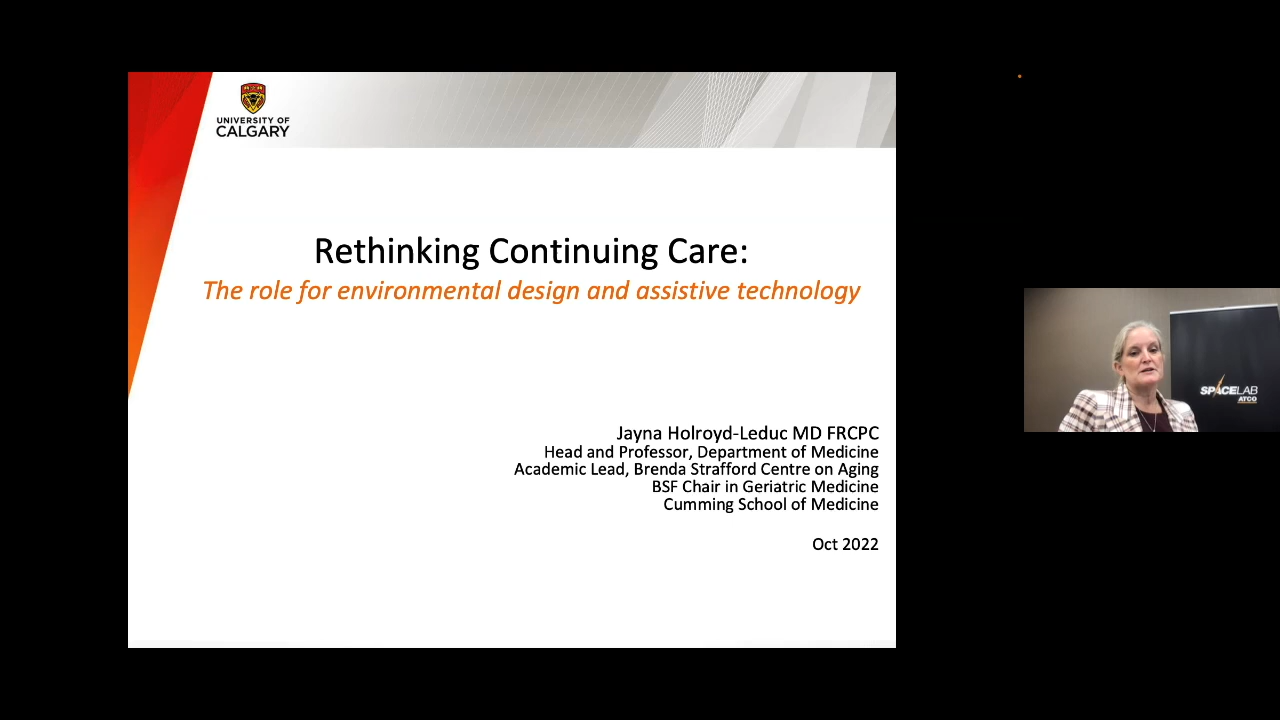 UNIVERSITY OF
CALGARY
Rethinking Continuing Care:
The role for environmental design and assistive technology
Jayna Holroyd-Leduc MD FRCPC
Head and Professor, Department of Medicine
Academic Lead, Brenda Strafford Centre on Aging
BSF Chair in Geriatric Medicine
Cumming School of Medicine
Oct 2022
SPACELAB
ATCO